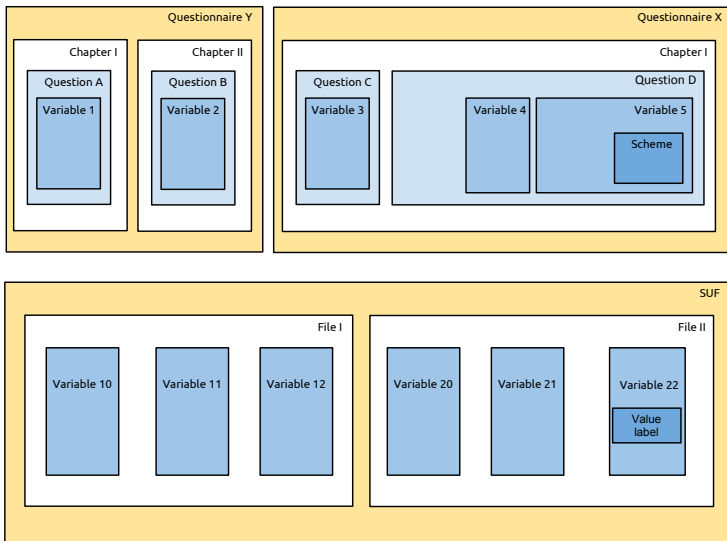 Questionnaire Y
Chapter I
Question A
Variable 1
Chapter II
Question B
Variable 2
Questionnaire X
Chapter I
Question C
Variable 3
Question D
Variable 4
Variable 5
Scheme
SUF
File I
Variable 10
Variable 11
Variable 12
File II
Variable 20
Variable 21
Variable 22
Value
label